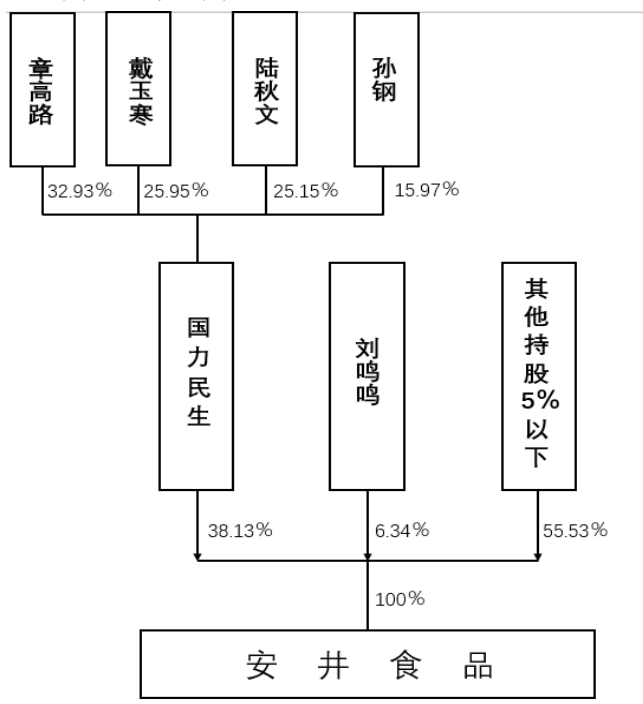 章高路
戴玉寒
陆秋文
孙钢
32.93%
25.95%
25.15%
15.97%
国力民生
刘鸣鸣
其他持股5%以下
38.13%
6.34%
55.53%
100%
安井食品